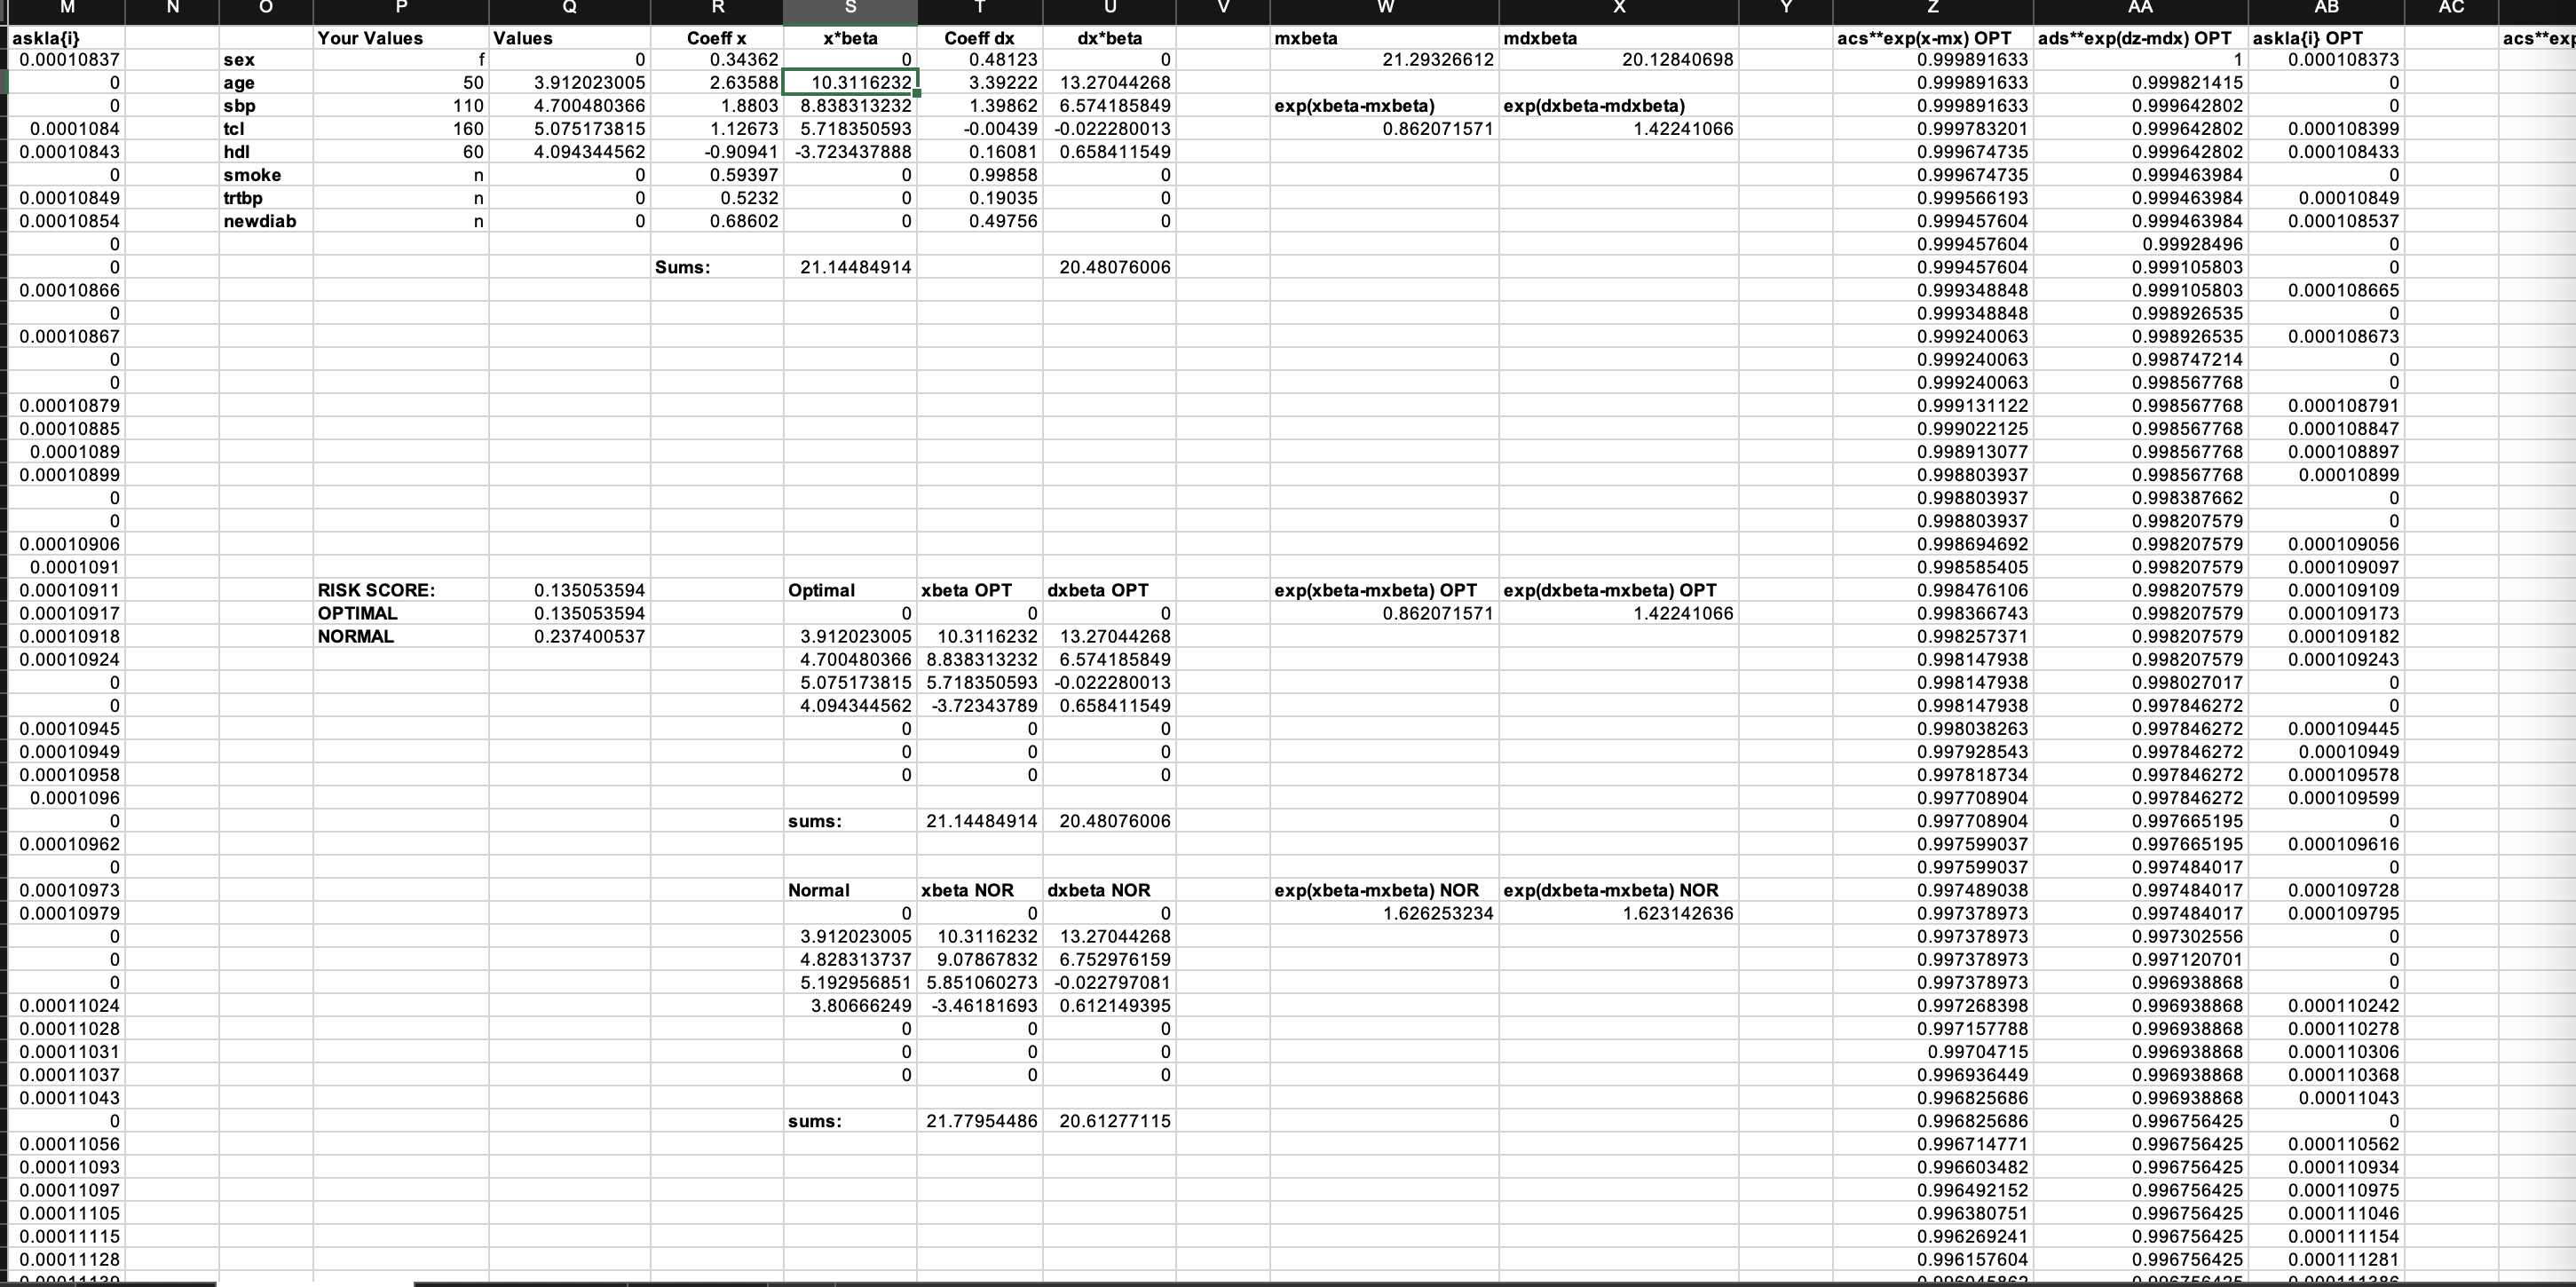 M N O P Q R S T U V W X Y Z AA AB AC
askla{i} Your Values Values Coeff x x*beta Coeff dx dx*beta mxbeta mdxbeta acs**exp(x-mx) OPT ads**exp(dz-mdx) OPT askla{i} OPT acs**exp
0.00010837 sex f 0 0.34362 0 0.48123 0 21.29326612 20.12840698 0.999891633 1 0.000108373
0 age 50 3.912023005 2.63588 10.3116232 3.39222 13.27044268 0.999891633 0.999821415 0
0 sbp 110 4.700480366 1.8803 8.838313232 1.39862 6.574185849 exp(xbeta-mxbeta) exp(dxbeta-mdxbeta) 0.999891633 0.999642802 0
0.0001084 tcl 160 5.075173815 1.12673 5.718350593 -0.00439 -0.022280013 0.862071571 1.42241066 0.999783201 0.999642802 0.000108399
0.00010843 hdl 60 4.094344562 -0.90941 -3.723437888 0.16081 0.658411549 0.999674735 0.999642802 0.000108433
0 smoke n 0 0.59397 0 0.99858 0 0.999674735 0.999463984 0
0.00010849 trtbp n 0 0.5232 0 0.19035 0 0.999566193 0.999463984 0.00010849
0.00010854 newdiab n 0 0.68602 0 0.49756 0 0.999457604 0.999463984 0.000108537
0 0.999457604 0.99928496 0
0 Sums: 21.14484914 20.48076006 0.999457604 0.999105803 0
0.00010866 0.999348848 0.999105803 0.000108665
0 0.999348848 0.998926535 0
0.00010867 0.999240063 0.998926535 0.000108673
0 0.999240063 0.998747214 0
0 0.999240063 0.998567768 0
0.00010879 0.999131122 0.998567768 0.000108791
0.00010885 0.999022125 0.998567768 0.000108847
0.0001089 0.998913077 0.998567768 0.000108897
0.00010899 0.998803937 0.998567768 0.00010899
0 0.998803937 0.998387662 0
0 0.998803937 0.998207579 0
0.00010906 0.998694692 0.998207579 0.000109056
0.0001091 0.998585405 0.998207579 0.000109097
0.00010911 RISK SCORE: 0.135053594 Optimal xbeta OPT dxbeta OPT exp(xbeta-mxbeta) OPT exp(dxbeta-mxbeta) OPT 0.998476106 0.998207579 0.000109109
0.00010917 OPTIMAL 0.135053594 0 0 0 0.862071571 1.42241066 0.998366743 0.998207579 0.000109173
0.00010918 NORMAL 0.237400537 3.912023005 10.3116232 13.27044268 0.998257371 0.998207579 0.000109182
0.00010924 4.700480366 8.838313232 6.574185849 0.998147938 0.998207579 0.000109243
0 5.075173815 5.718350593 -0.022280013 0.998147938 0.998027017 0
0 4.094344562 -3.72343789 0.658411549 0.998147938 0.997846272 0
0.00010945 0 0 0 0.998038263 0.997846272 0.000109445
0.00010949 0 0 0 0.997928543 0.997846272 0.00010949
0.00010958 0 0 0 0.997818734 0.997846272 0.000109578
0.0001096 0.997708904 0.997846272 0.000109599
0 sums: 21.14484914 20.48076006 0.997708904 0.997665195 0
0.00010962 0.997599037 0.997665195 0.000109616
0 0.997599037 0.997484017 0
0.00010973 Normal xbeta NOR dxbeta NOR exp(xbeta-mxbeta) NOR exp(dxbeta-mxbeta) NOR 0.997489038 0.997484017 0.000109728
0.00010979 0 0 0 1.626253234 1.623142636 0.997378973 0.997484017 0.000109795
0 3.912023005 10.3116232 13.27044268 0.997378973 0.997302556 0
0 4.828313737 9.07867832 6.752976159 0.997378973 0.997120701 0
0 5.192956851 5.851060273 -0.022797081 0.997378973 0.996938868 0
0.00011024 3.80666249 -3.46181693 0.612149395 0.997268398 0.996938868 0.000110242
0.00011028 0 0 0 0.997157788 0.996938868 0.000110278
0.00011031 0 0 0 0.99704715 0.996938868 0.000110306
0.00011037 0 0 0 0.996936449 0.996938868 0.000110368
0.00011043 0.996825686 0.996938868 0.00011043
0 sums: 21.77954486 20.61277115 0.996825686 0.996756425 0
0.00011056 0.996714771 0.996756425 0.000110562
0.00011093 0.996603482 0.996756425 0.000110934
0.00011097 0.996492152 0.996756425 0.000110975
0.00011105 0.996380751 0.996756425 0.000111046
0.00011115 0.996269241 0.996756425 0.000111154
0.00011128 0.996157604 0.996756425 0.000111281